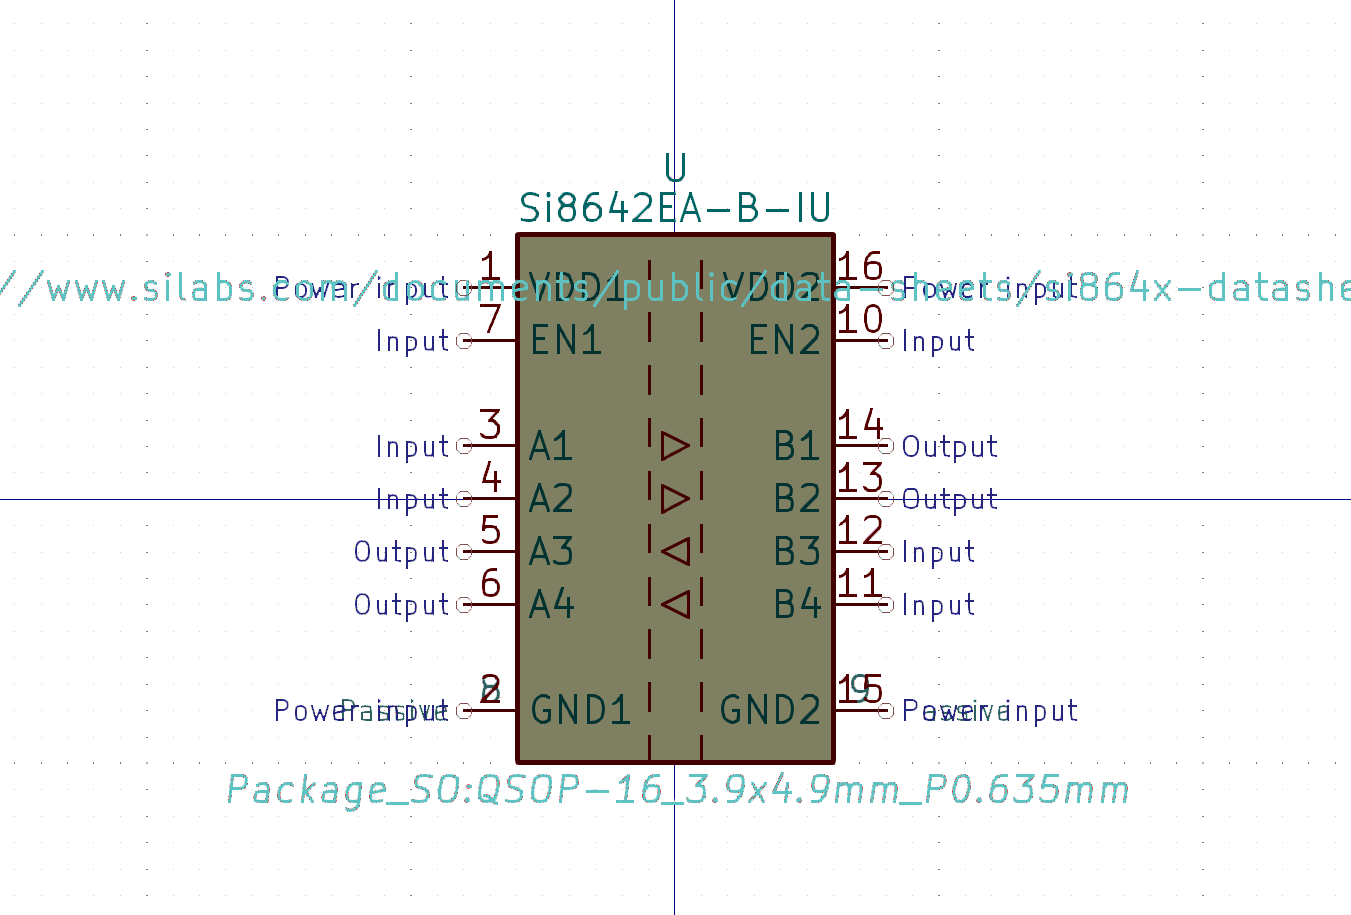 U
Si8642EA-B-IU
//www.silabs.com/documents/public/data-sheets/si864x-datashe
Power input 1 VDD1 VDD2 16 Power input
Input 7 EN1 EN2 10 Input
Input 3 A1 B1 14 Output
Input 4 A2 B2 13 Output
Output 5 A3 B3 12 Input
Output 6 A4 B4 11 Input
Power input Passive 2 8 GND1 GND2 15 9 Power input
Package_SO:QSOP-16_3.9x4.9mm_P0.635mm